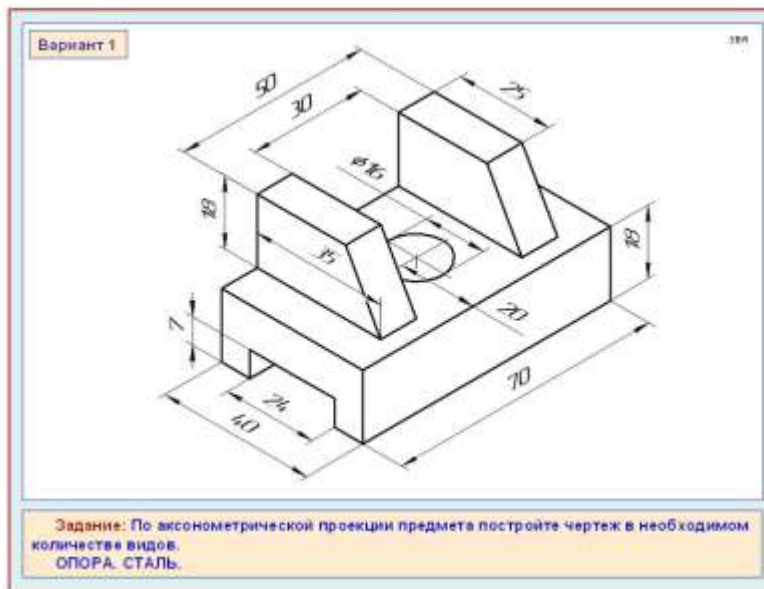 Вариант 1
50
25
30
ø16
18
35
18
20
7
70
24
40
Задание: По аксонометрической проекции предмета постройте чертеж в необходимом
количестве видов.
ОПОРА. СТАЛЬ.